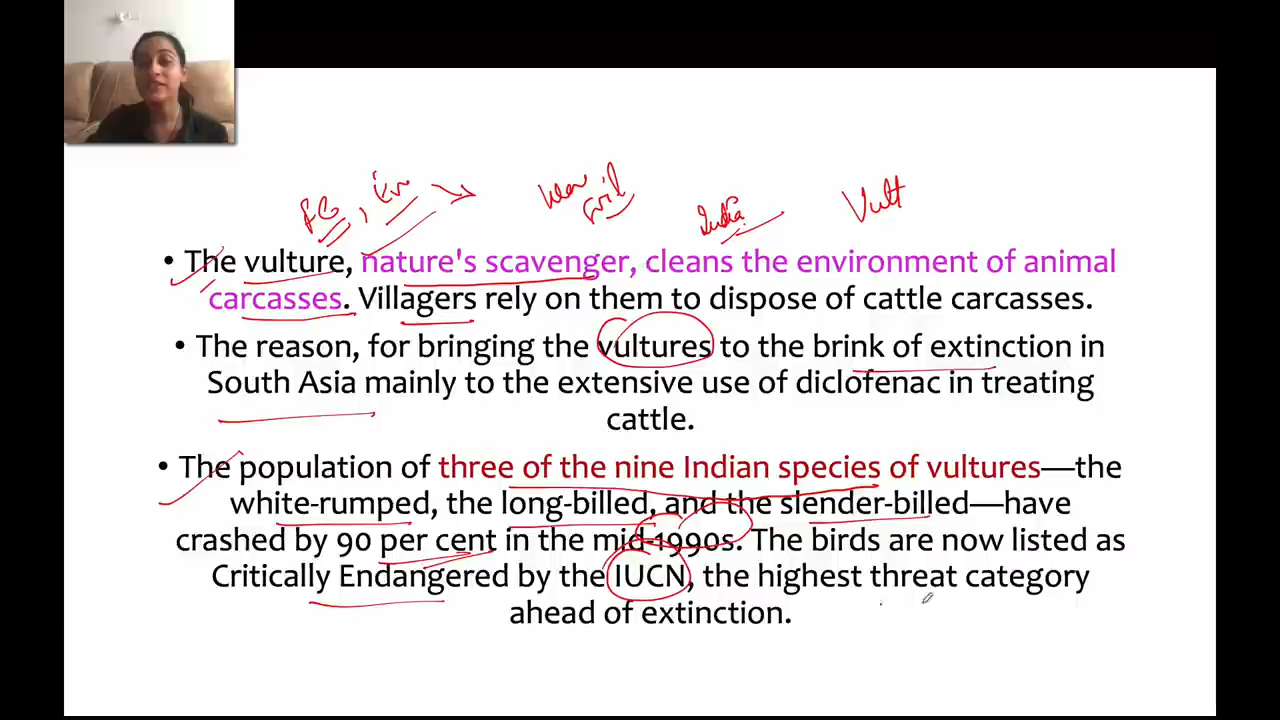 India Vult
• The vulture, nature's scavenger, cleans the environment of animal
carcasses. Villagers rely on them to dispose of cattle carcasses.
• The reason, for bringing the vultures to the brink of extinction in
South Asia mainly to the extensive use of diclofenac in treating
cattle.
• The population of three of the nine Indian species of vultures—the
white-rumped, the long-billed, and the slender-billed—have
crashed by 90 per cent in the mid-1990s. The birds are now listed as
Critically Endangered by the IUCN, the highest threat category
ahead of extinction.